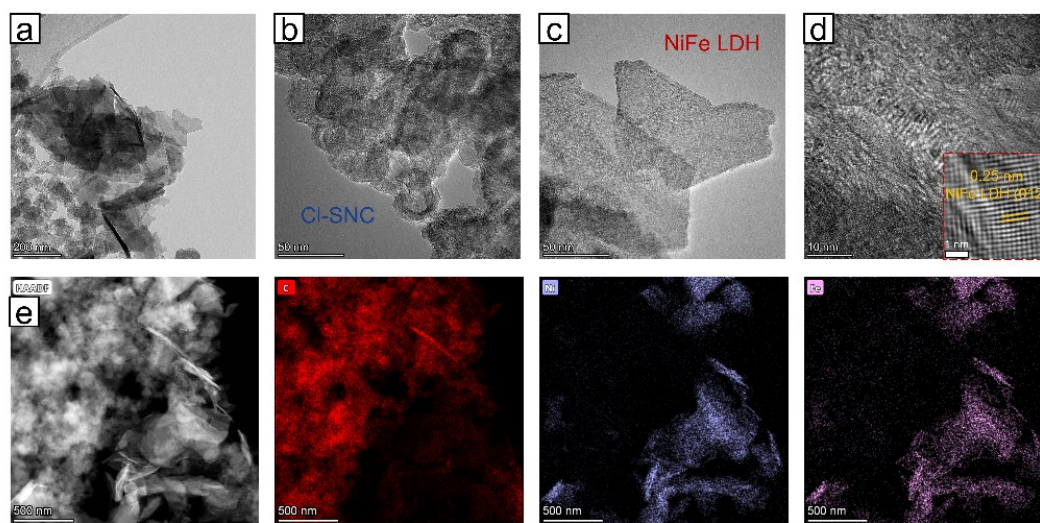 a
200 nm
b
Cl-SNC
50 nm
c
NiFe LDH
50 nm
d
0.25 nm
NiFe LDH (012
1 nm
10 nm
e
HAADF
500 nm
C
500 nm
Ni
500 nm
Fe
500 nm